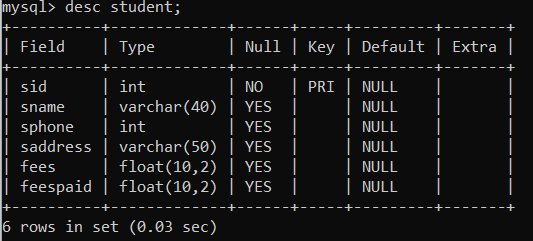 mysql> desc student;
+----------+-------------+------+-----+---------+-------+
| Field    | Type        | Null | Key | Default | Extra |
+----------+-------------+------+-----+---------+-------+
| sid      | int         | NO   | PRI | NULL    |       |
| sname    | varchar(40) | YES  |     | NULL    |       |
| sphone   | int         | YES  |     | NULL    |       |
| saddress | varchar(50) | YES  |     | NULL    |       |
| fees     | float(10,2) | YES  |     | NULL    |       |
| feespaid | float(10,2) | YES  |     | NULL    |       |
+----------+-------------+------+-----+---------+-------+
6 rows in set (0.03 sec)